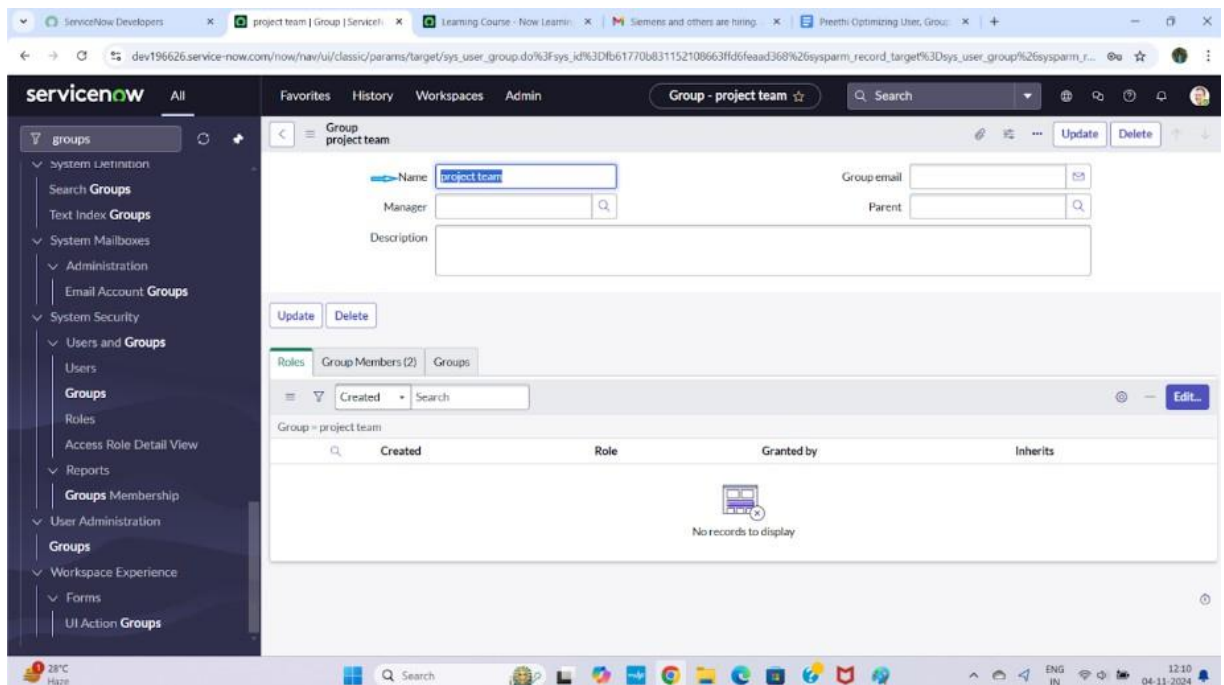 ServiceNow Developers
project team | Group | ServiceN
Learning Course - Now Learnin
Siemens and others are hiring.
Preethi Optimizing User, Group
dev196626.service-now.com/now/nav/ui/classic/params/target/sys_user_group.do%3Fsys_id%3Dfb61770b831152108663ffd6feaad368%26sysparm_record_target%3Dsys_user_group%26sysparm_r...
servicenow All Favorites History Workspaces Admin Group - project team Search
groups
System Definition
Search Groups
Text Index Groups
System Mailboxes
Administration
Email Account Groups
System Security
Users and Groups
Users
Groups
Roles
Access Role Detail View
Reports
Groups Membership
User Administration
Groups
Workspace Experience
Forms
UI Action Groups
Group
project team
Update Delete
Name project team Group email
Manager Parent
Description
Update Delete
Roles Group Members (2) Groups
Created Search Edit...
Group = project team
Created Role Granted by Inherits
No records to display
1 28°C
Haze
Search
ENG
IN
12:10
04-11-2024